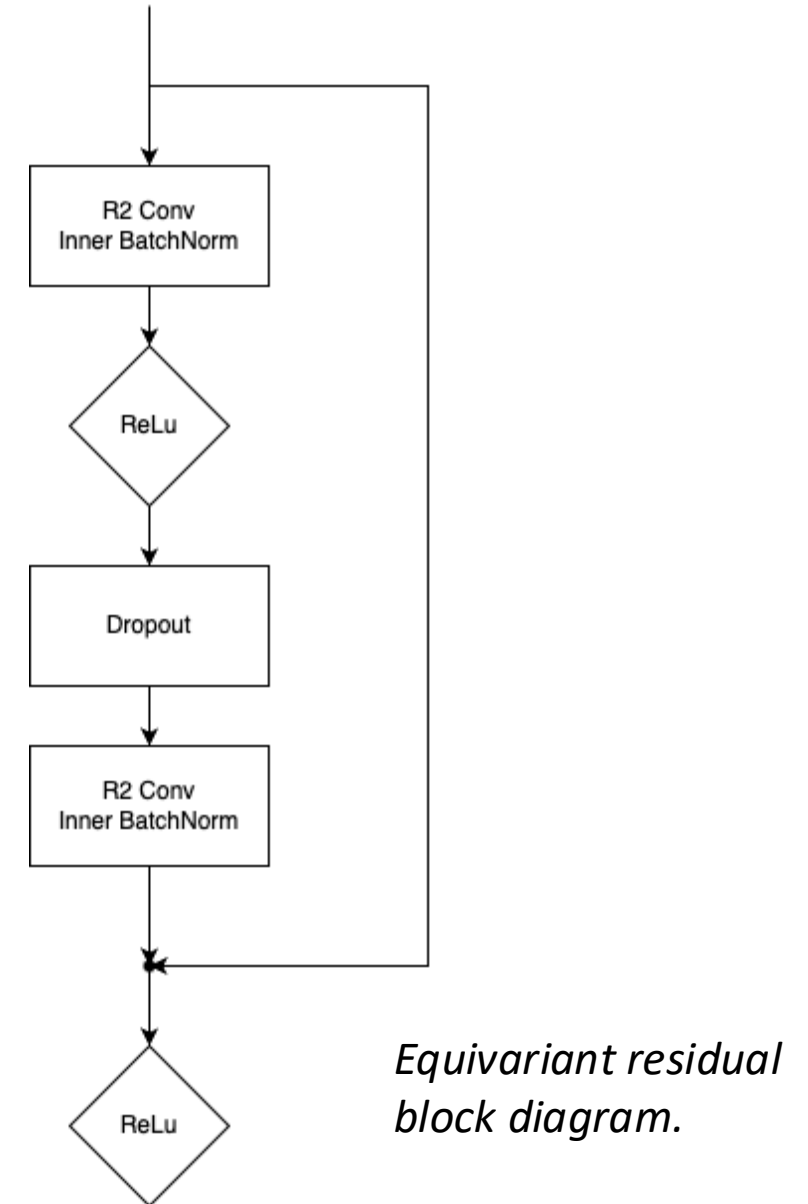 R2 Conv
Inner BatchNorm
ReLu
Dropout
R2 Conv
Inner BatchNorm
ReLu
Equivariant residual
block diagram.